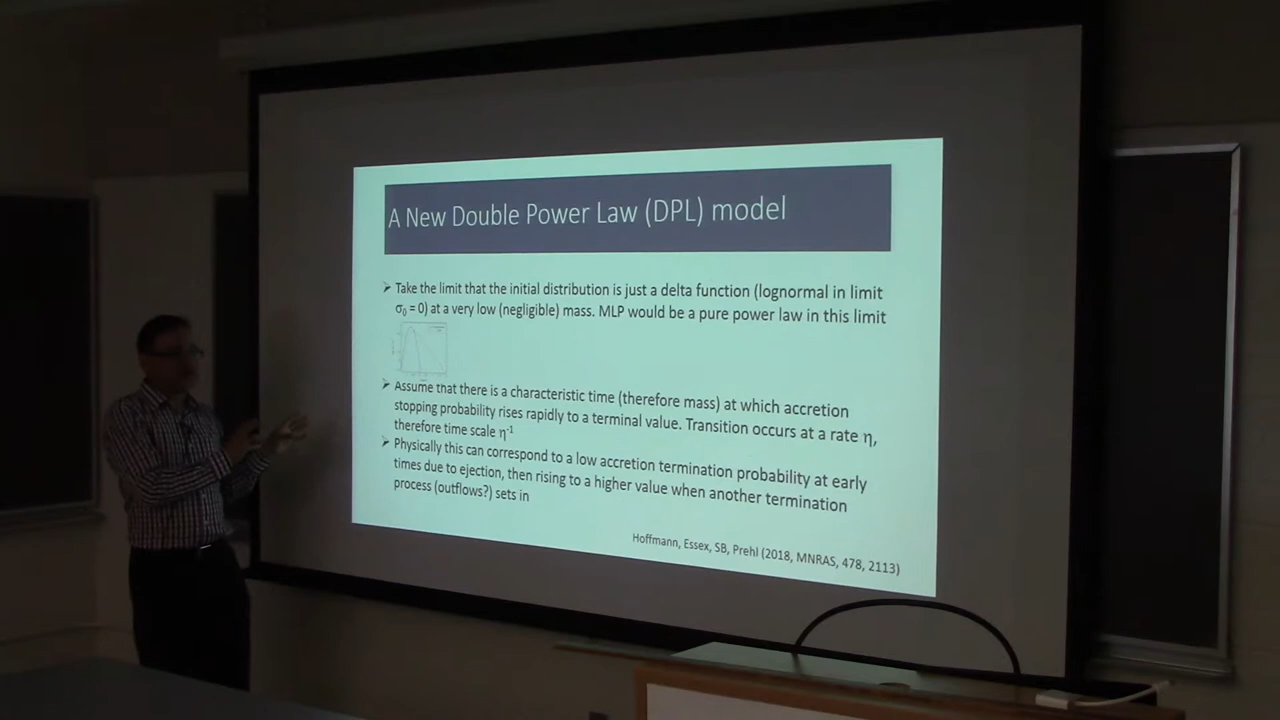 A New Double Power Law (DPL) model
➤ Take the limit that the initial distribution is just a delta function (lognormal in limit
σ₀ = 0) at a very low (negligible) mass. MLP would be a pure power law in this limit
➤ Assume that there is a characteristic time (therefore mass) at which accretion
stopping probability rises rapidly to a terminal value. Transition occurs at a rate η,
therefore time scale η⁻¹
➤ Physically this can correspond to a low accretion termination probability at early
times due to ejection, then rising to a higher value when another termination
process (outflows?) sets in
Hoffmann, Essex, SB, Prehl (2018, MNRAS, 478, 2113)